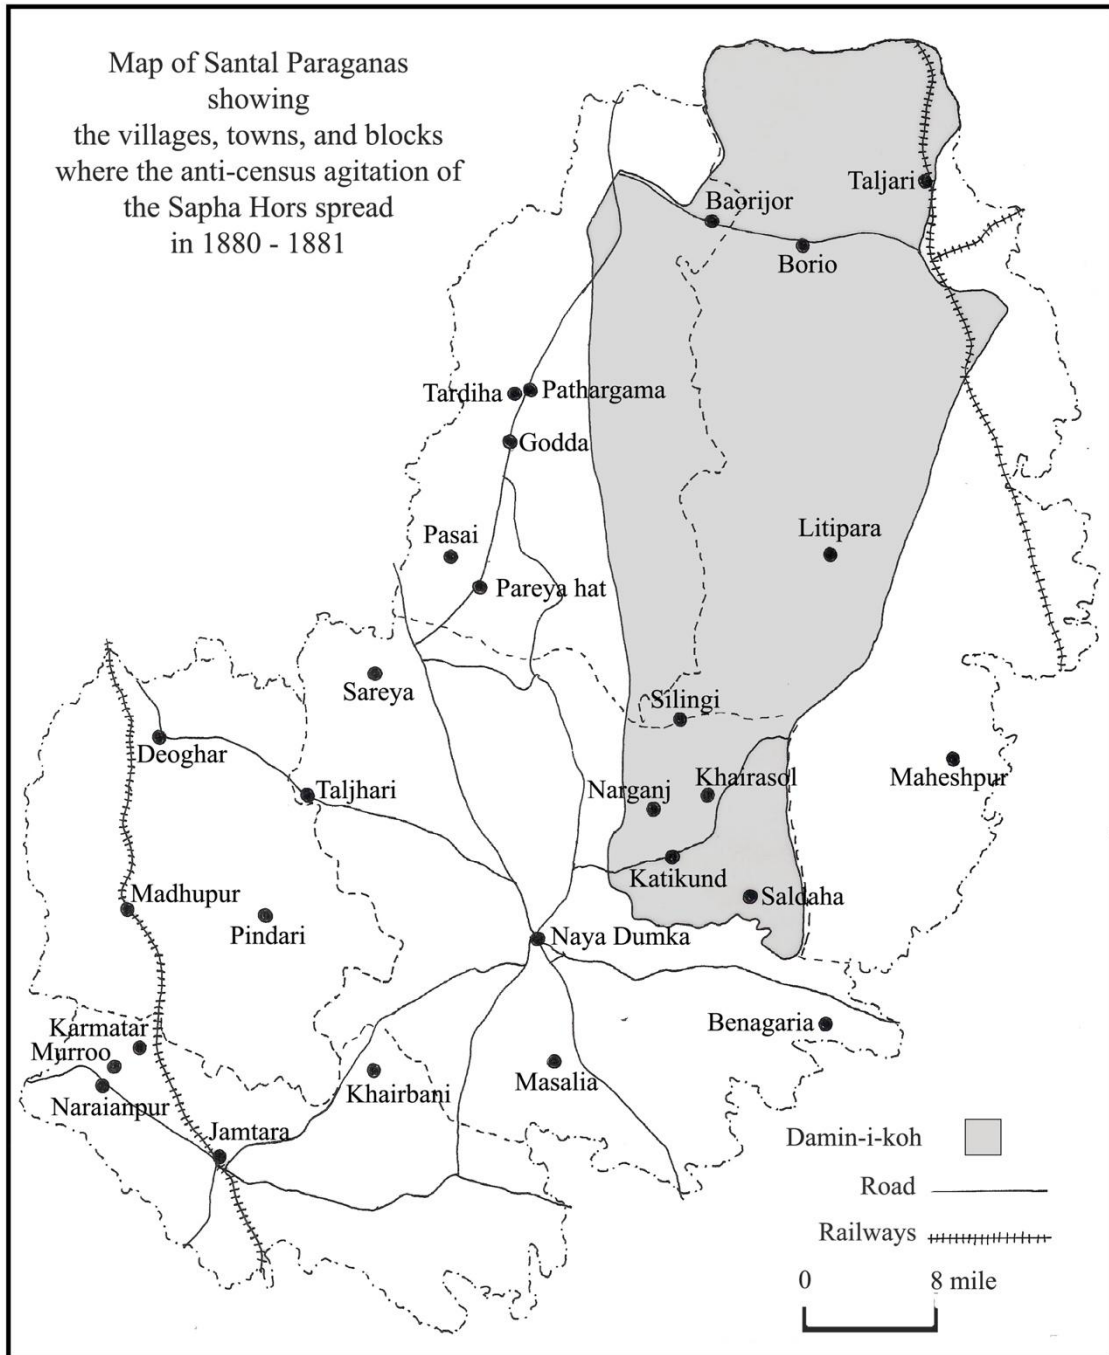 Map of Santal Paraganas
showing
the villages, towns, and blocks
where the anti-census agitation of
the Sapha Hors spread
in 1880 - 1881
Taljari
Baorijor
Borio
Tardiha
Pathargama
Godda
Litipara
Pasai
Pareya hat
Sareya
Silingi
Deoghar
Maheshpur
Taljhari
Narganj
Khairasol
Katikund
Madhupur
Saldaha
Pindari
Naya Dumka
Benagaria
Karmatar
Murroo
Masalia
Khairbani
Naraianpur
Jamtara
Damin-i-koh
Road
Railways
0 8 mile